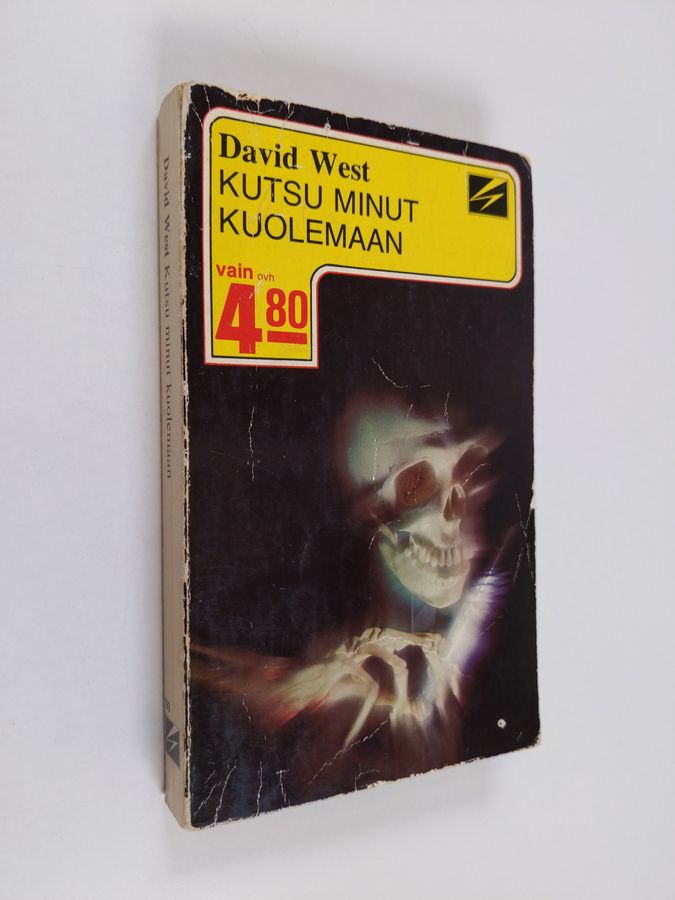 David West
KUTSU MINUT
KUOLEMAAN
vain ovh
4 80
David West Kutsu minut kuolemaan